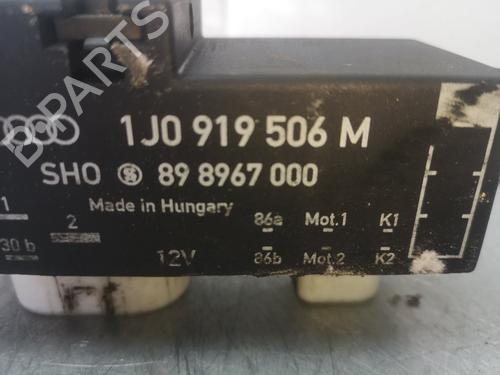 B-PARTS
1J0 919 506 M
SHO 89 8967 000
Made in Hungary
1
2
30 b
12V
86a Mot.1 K1
86b Mot.2 K2